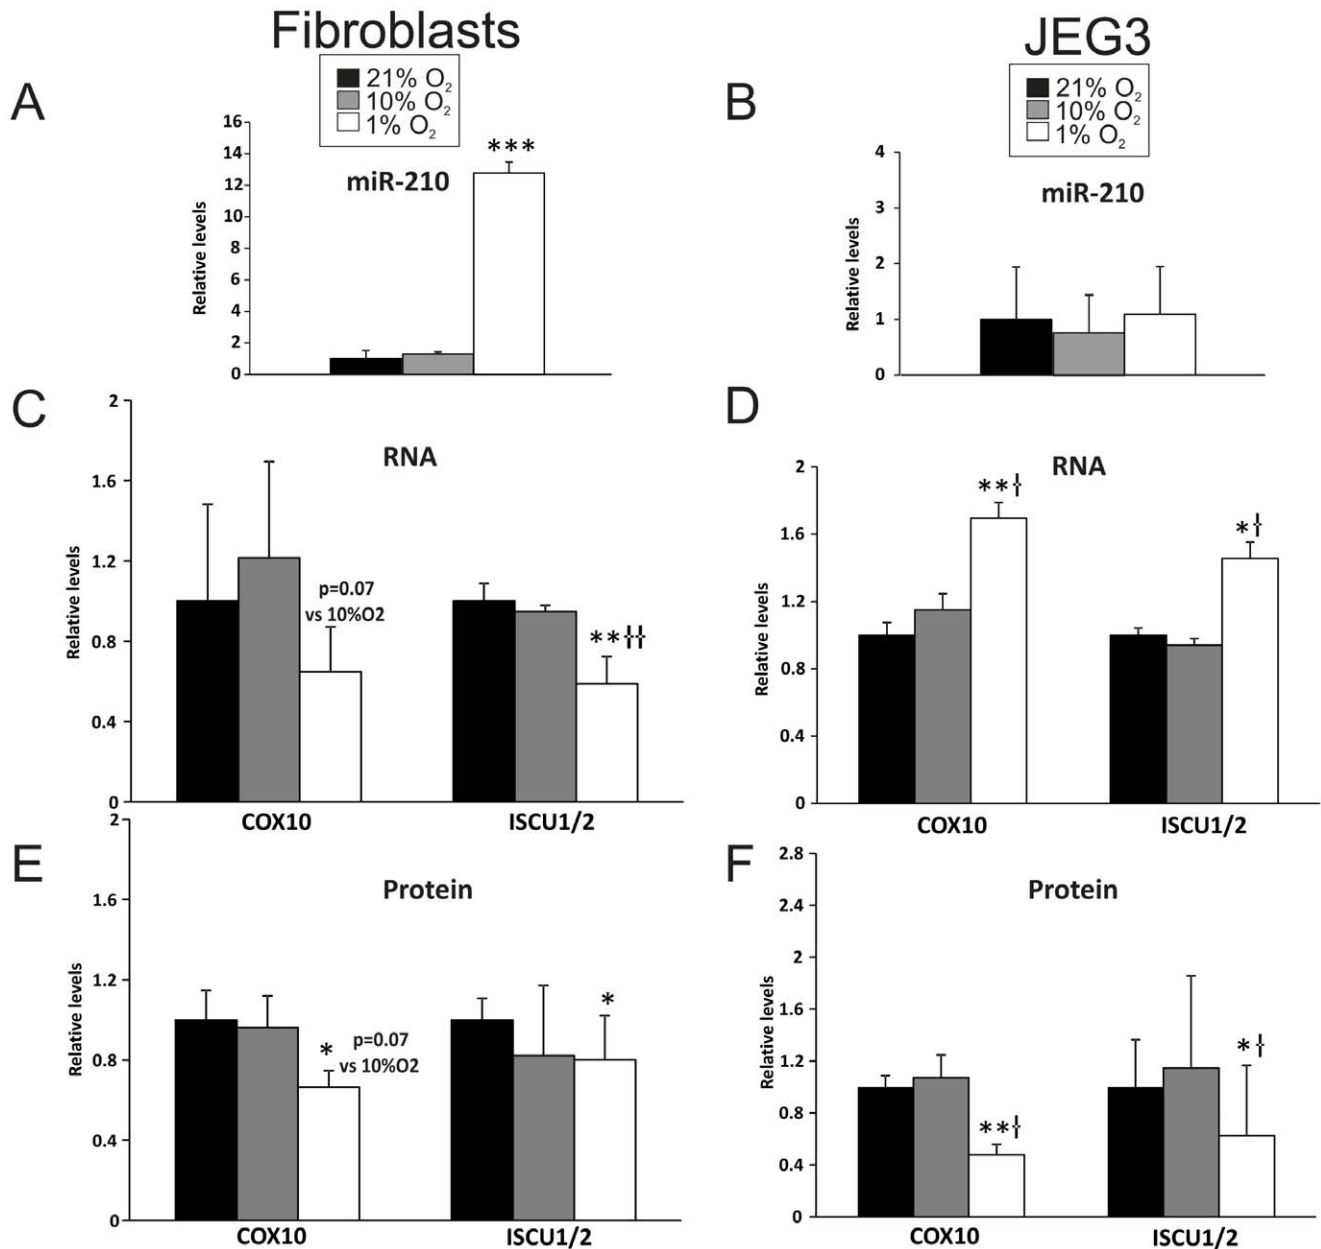 Fibroblasts
21% O₂
10% O₂
1% O₂
A
16
14
12
10
8
6
4
2
0
Relative levels
miR-210
***
JEG3
21% O₂
10% O₂
1% O₂
B
4
3
2
1
0
Relative levels
miR-210
C
2
1.6
1.2
0.8
0.4
0
Relative levels
RNA
p=0.07
vs 10%O2
**††
COX10
ISCU1/2
D
2
1.6
1.2
0.8
0.4
0
Relative levels
RNA
**†
*†
COX10
ISCU1/2
E
2
1.6
1.2
0.8
0.4
0
Relative levels
Protein
*
p=0.07
vs 10%O2
*
COX10
ISCU1/2
F
2.8
2.4
2
1.6
1.2
0.8
0.4
0
Relative levels
Protein
**†
*†
COX10
ISCU1/2